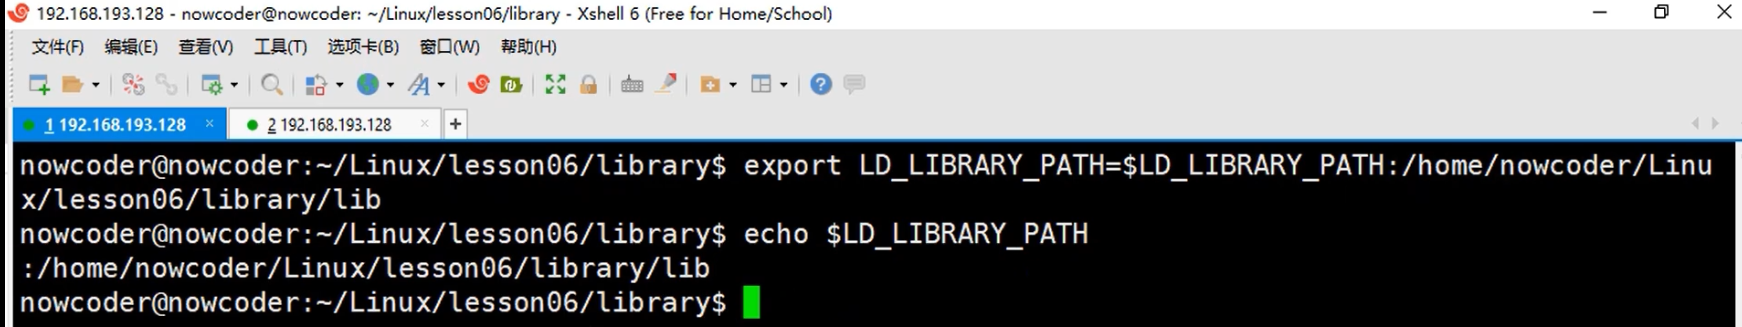 192.168.193.128 - nowcoder@nowcoder: ~/Linux/lesson06/library - Xshell 6 (Free for Home/School)
文件(F) 编辑(E) 查看(V) 工具(T) 选项卡(B) 窗口(W) 帮助(H)
1 192.168.193.128 × 2 192.168.193.128 × +
nowcoder@nowcoder:~/Linux/lesson06/library$ export LD_LIBRARY_PATH=$LD_LIBRARY_PATH:/home/nowcoder/Linu
x/lesson06/library/lib
nowcoder@nowcoder:~/Linux/lesson06/library$ echo $LD_LIBRARY_PATH
:/home/nowcoder/Linux/lesson06/library/lib
nowcoder@nowcoder:~/Linux/lesson06/library$